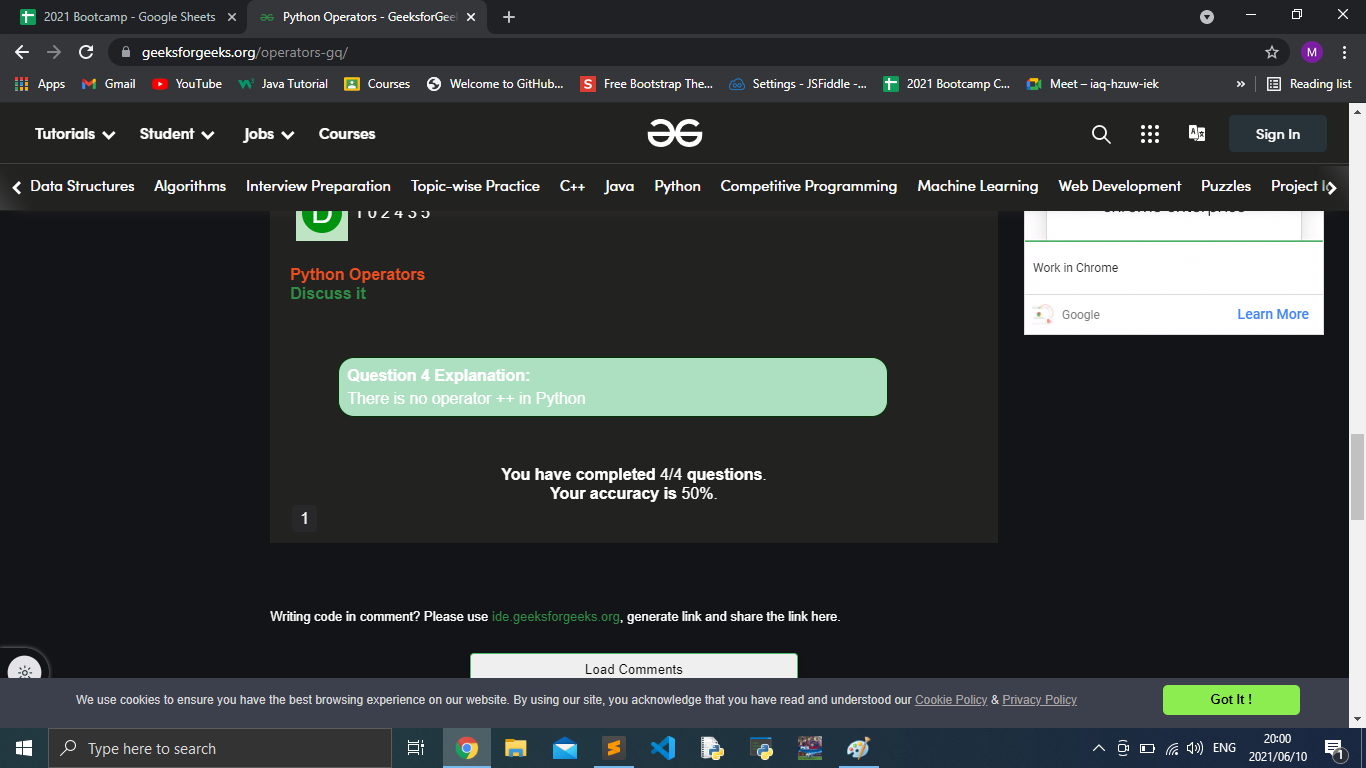 2021 Bootcamp - Google Sheets
Python Operators - GeeksforGee
geeksforgeeks.org/operators-gq/
M
Apps
Gmail
YouTube
Java Tutorial
Courses
Welcome to GitHub...
S
Free Bootstrap The...
Settings - JSFiddle -...
2021 Bootcamp C...
Meet – iaq-hzuw-iek
»
Reading list
Tutorials
Student
Jobs
Courses
Sign In
Data Structures
Algorithms
Interview Preparation
Topic-wise Practice
C++
Java
Python
Competitive Programming
Machine Learning
Web Development
Puzzles
Project
D
1 0 2 4 3 5
chrome enterprise
Python Operators
Discuss it
Work in Chrome
Google
Learn More
Question 4 Explanation:
There is no operator ++ in Python
You have completed 4/4 questions.
Your accuracy is 50%.
1
Writing code in comment? Please use ide.geeksforgeeks.org, generate link and share the link here.
Load Comments
We use cookies to ensure you have the best browsing experience on our website. By using our site, you acknowledge that you have read and understood our Cookie Policy & Privacy Policy
Got It !
Type here to search
ENG
20:00
2021/06/10
1